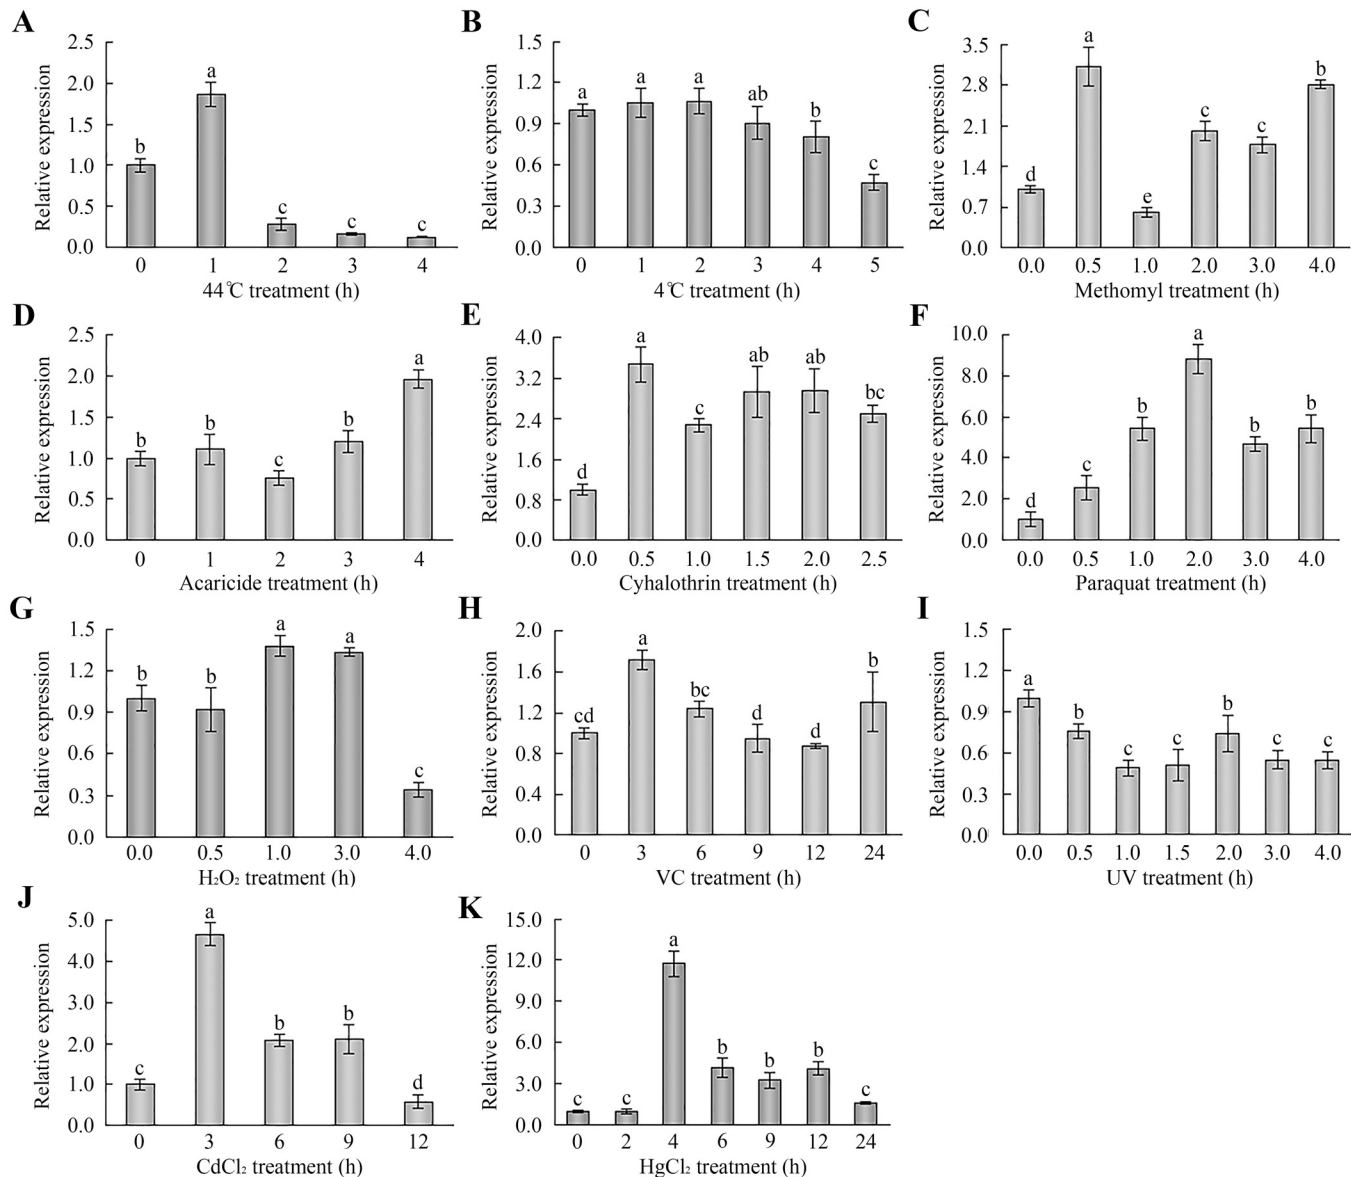 A
Relative expression
2.5
2.0
1.5
1.0
0.5
0.0
b
a
c
c
c
0 1 2 3 4
44℃ treatment (h)
B
Relative expression
1.5
1.2
0.9
0.6
0.3
0.0
a
a
a
ab
b
c
0 1 2 3 4 5
4℃ treatment (h)
C
Relative expression
3.5
2.8
2.1
1.4
0.7
0.0
d
a
e
c
c
b
0.0 0.5 1.0 2.0 3.0 4.0
Methomyl treatment (h)
D
Relative expression
2.5
2.0
1.5
1.0
0.5
0.0
b
b
c
b
a
0 1 2 3 4
Acaricide treatment (h)
E
Relative expression
4.0
3.2
2.4
1.6
0.8
0.0
d
a
c
ab
ab
bc
0.0 0.5 1.0 1.5 2.0 2.5
Cyhalothrin treatment (h)
F
Relative expression
10.0
8.0
6.0
4.0
2.0
0.0
d
c
b
a
b
b
0.0 0.5 1.0 2.0 3.0 4.0
Paraquat treatment (h)
G
Relative expression
1.5
1.2
0.9
0.6
0.3
0.0
b
b
a
a
c
0.0 0.5 1.0 3.0 4.0
H₂O₂ treatment (h)
H
Relative expression
2.0
1.6
1.2
0.8
0.4
0.0
cd
a
bc
d
d
b
0 3 6 9 12 24
VC treatment (h)
I
Relative expression
1.5
1.2
0.9
0.6
0.3
0.0
a
b
c
c
b
c
c
0.0 0.5 1.0 1.5 2.0 3.0 4.0
UV treatment (h)
J
Relative expression
5.0
4.0
3.0
2.0
1.0
0.0
c
a
b
b
d
0 3 6 9 12
CdCl₂ treatment (h)
K
Relative expression
15.0
12.0
9.0
6.0
3.0
0.0
c
c
a
b
b
b
c
0 2 4 6 9 12 24
HgCl₂ treatment (h)